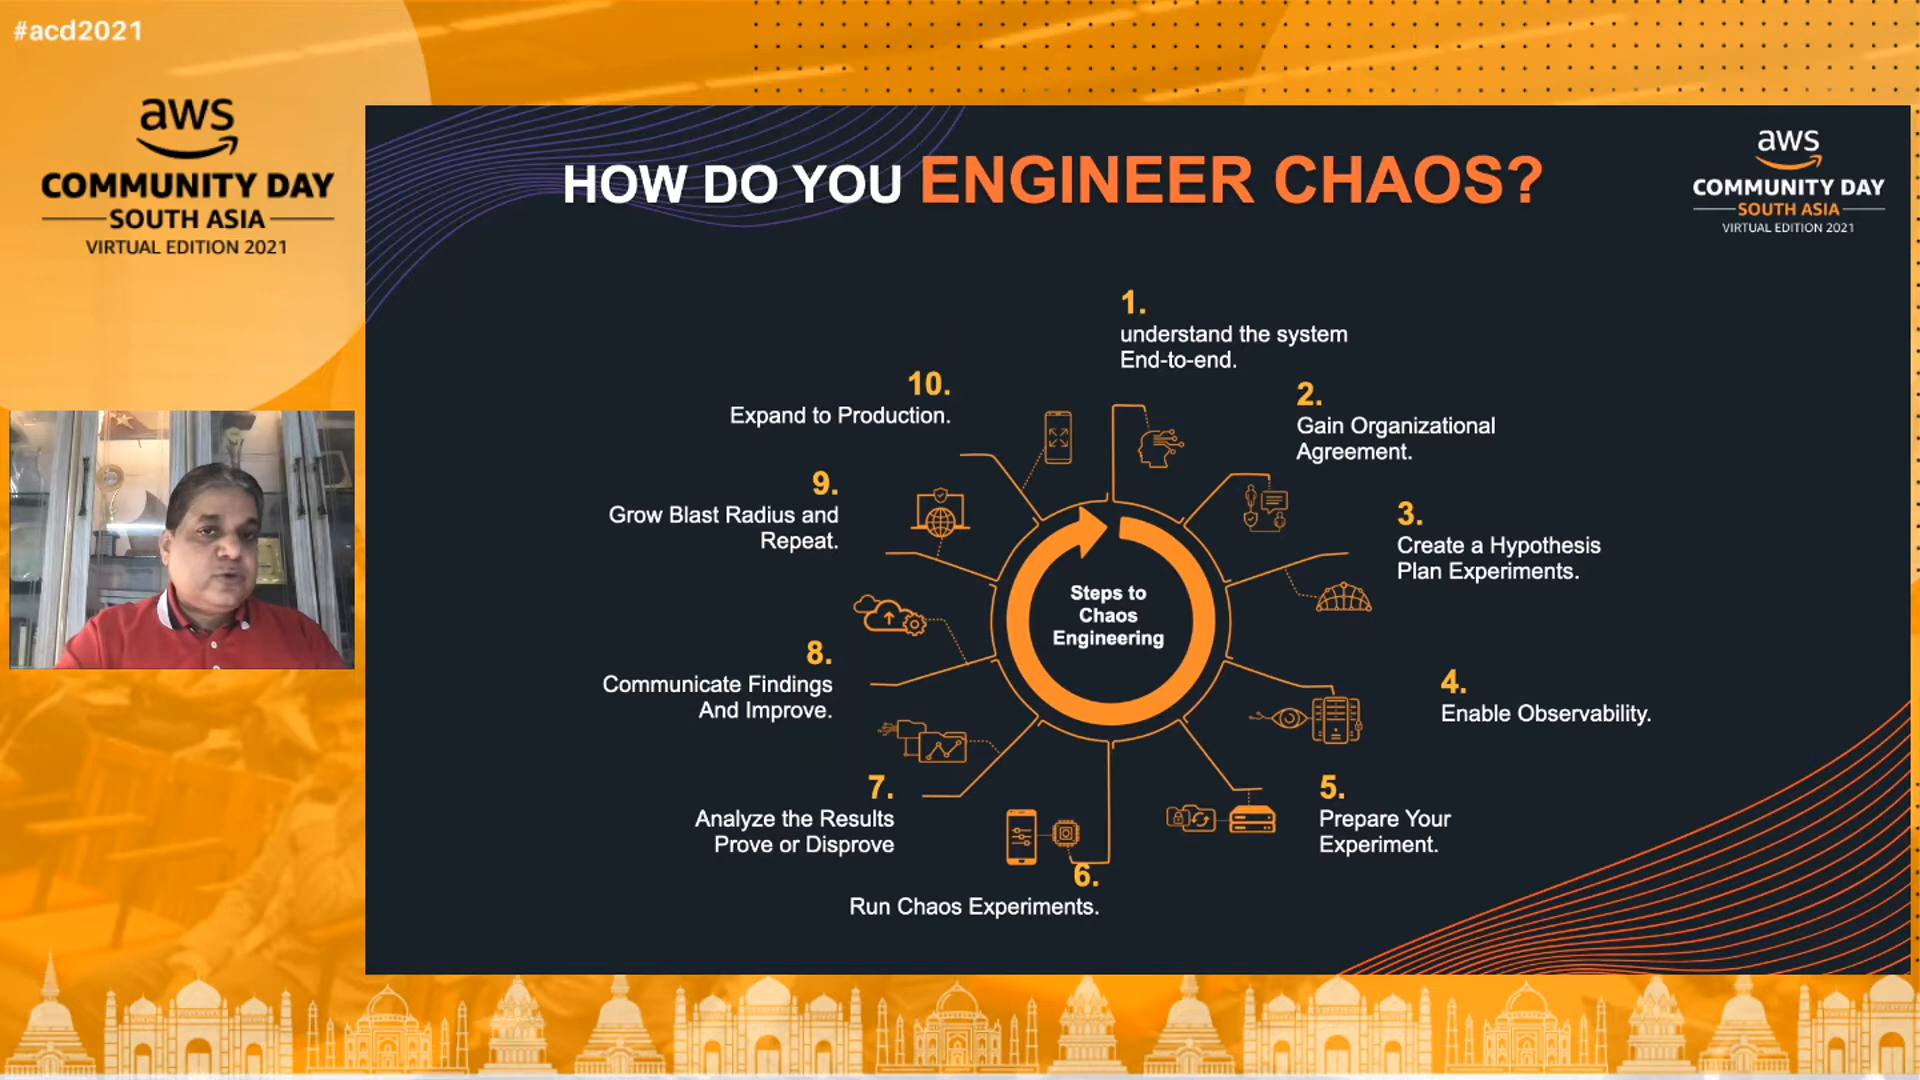 #acd2021
aws
COMMUNITY DAY
SOUTH ASIA
VIRTUAL EDITION 2021
HOW DO YOU ENGINEER CHAOS?
aws
COMMUNITY DAY
SOUTH ASIA
VIRTUAL EDITION 2021
1.
understand the system
End-to-end.
2.
Gain Organizational
Agreement.
3.
Create a Hypothesis
Plan Experiments.
4.
Enable Observability.
5.
Prepare Your
Experiment.
6.
Run Chaos Experiments.
7.
Analyze the Results
Prove or Disprove
8.
Communicate Findings
And Improve.
9.
Grow Blast Radius and
Repeat.
10.
Expand to Production.
Steps to
Chaos
Engineering